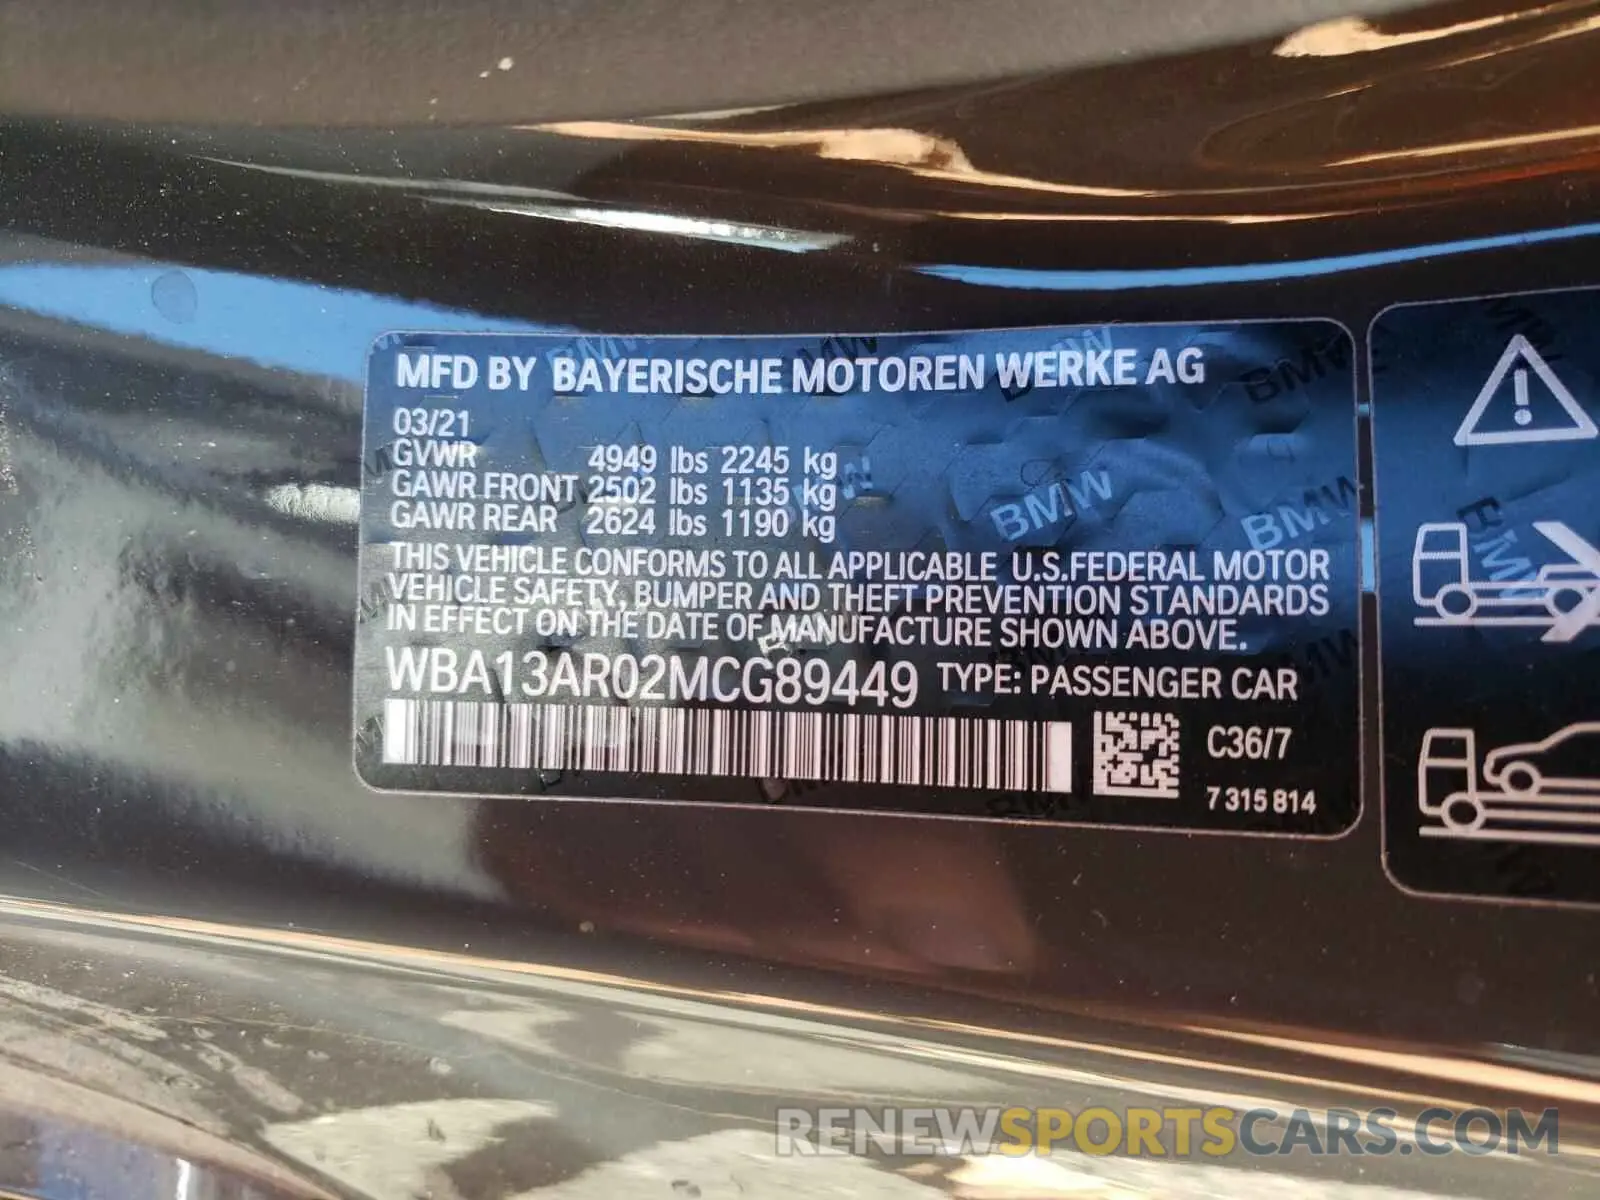 MFD BY BAYERISCHE MOTOREN WERKE AG
03/21
GVWR 4949 lbs 2245 kg
GAWR FRONT 2502 lbs 1135 kg
GAWR REAR 2624 lbs 1190 kg
THIS VEHICLE CONFORMS TO ALL APPLICABLE U.S.FEDERAL MOTOR
VEHICLE SAFETY, BUMPER AND THEFT PREVENTION STANDARDS
IN EFFECT ON THE DATE OF MANUFACTURE SHOWN ABOVE.
WBA13AR02MCG89449 TYPE: PASSENGER CAR
C36/7
7 315 814
RENEWSPORTSCARS.COM